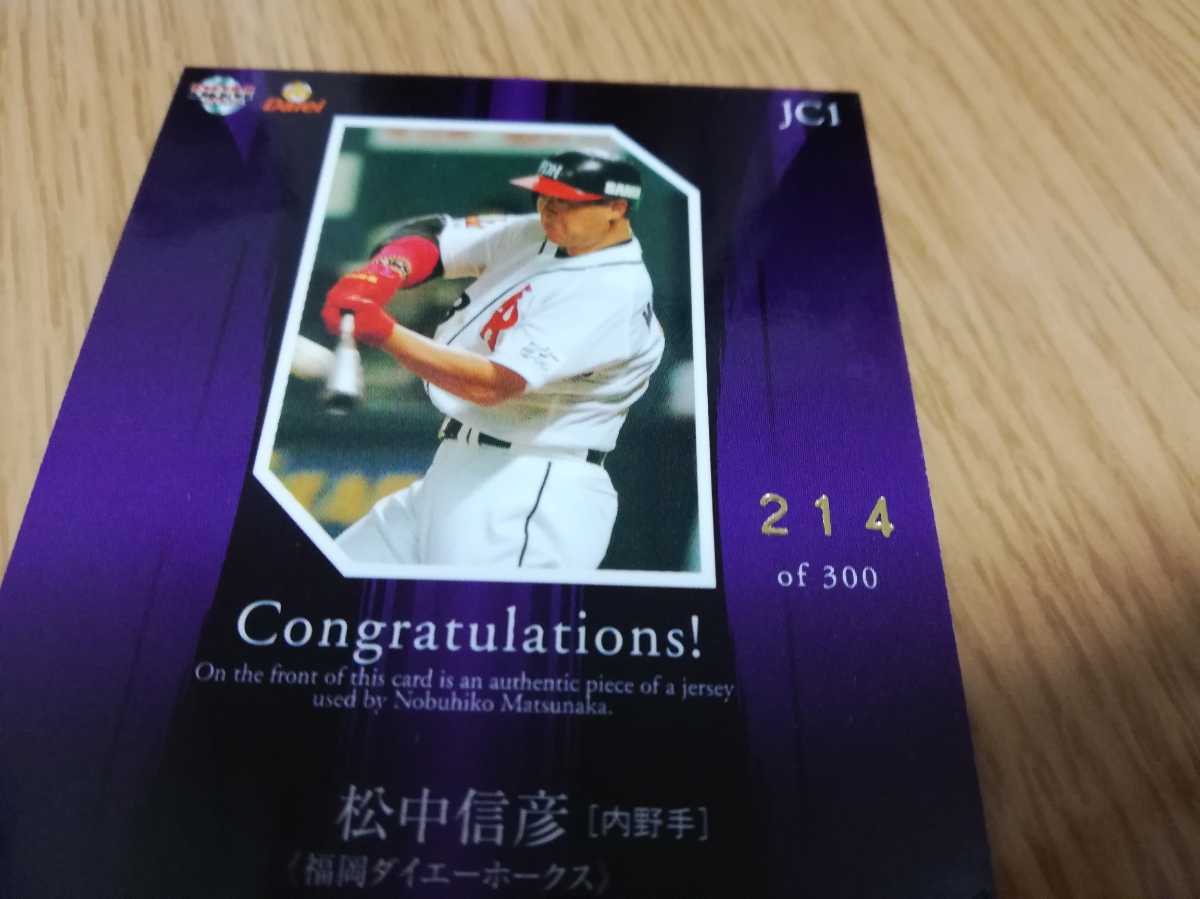 Daiei
JC1
214
of 300
Congratulations!
On the front of this card is an authentic piece of a jersey
used by Nobuhiko Matsunaka.
松中信彦 [内野手]
《福岡ダイエーホークス》